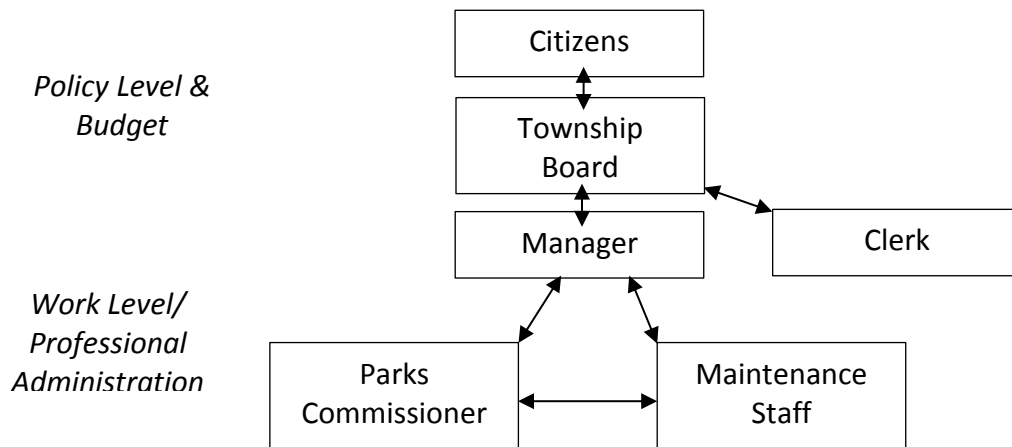 Citizens
Policy Level &
Budget
Township
Board
Manager
Clerk
Work Level/
Professional
Administration
Parks
Commissioner
Maintenance
Staff